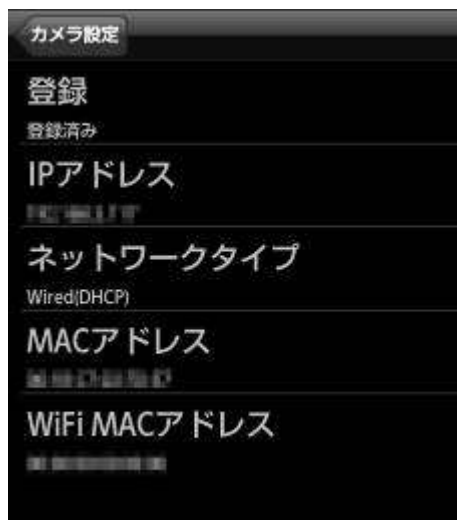 カメラ設定
登録
登録済み
IPアドレス
ネットワークタイプ
Wired(DHCP)
MACアドレス
WiFi MACアドレス